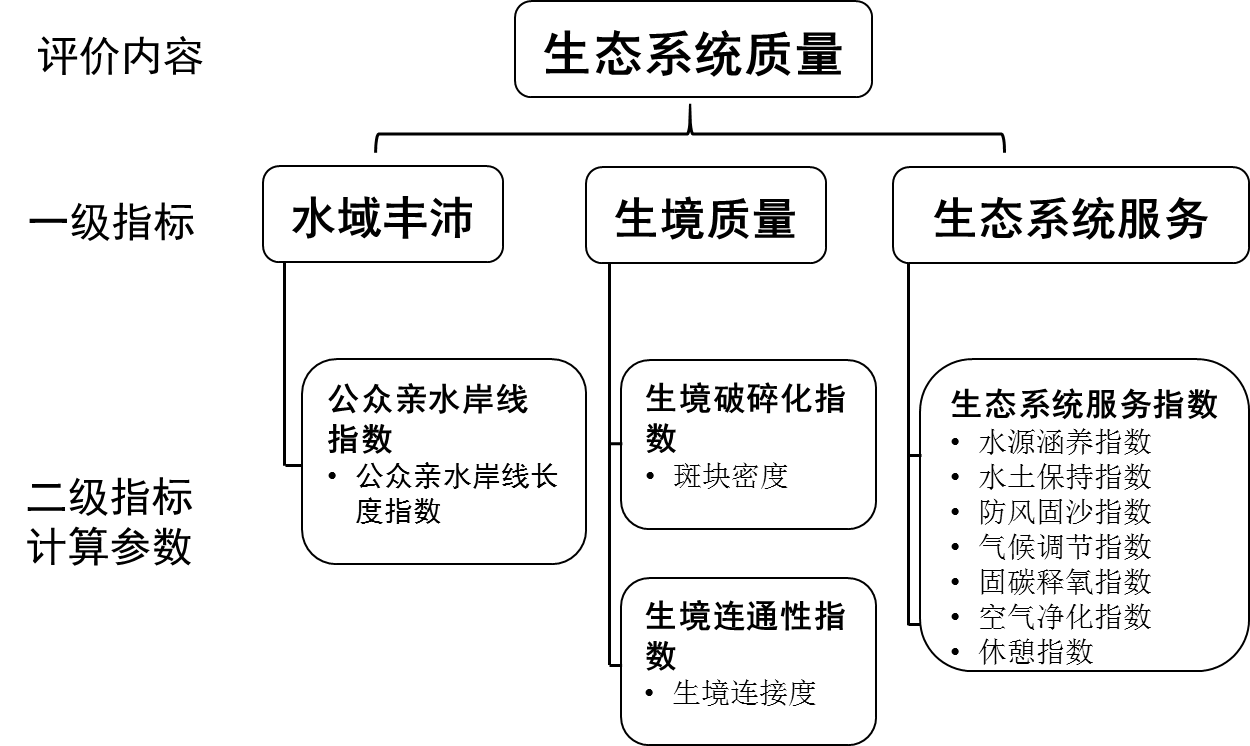 评价内容
生态系统质量
一级指标
水域丰沛
生境质量
生态系统服务
二级指标
计算参数
公众亲水岸线
指数
• 公众亲水岸线长
度指数
生境破碎化指
数
• 斑块密度
生境连通性指
数
• 生境连接度
生态系统服务指数
• 水源涵养指数
• 水土保持指数
• 防风固沙指数
• 气候调节指数
• 固碳释氧指数
• 空气净化指数
• 休憩指数